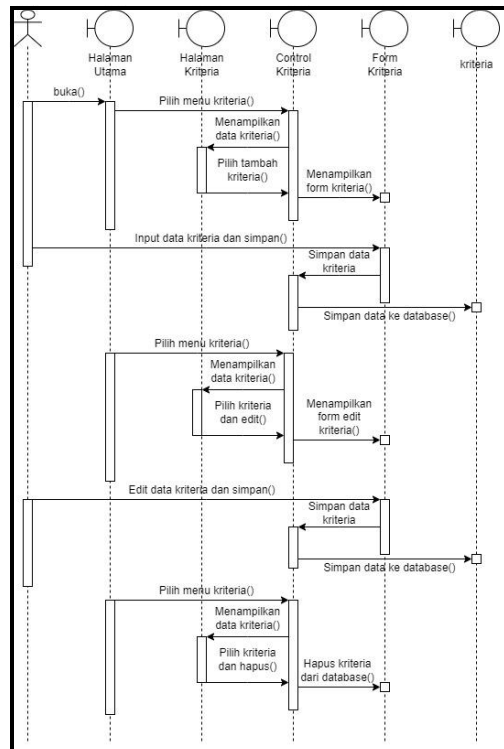 Halaman
Utama
Halaman
Kriteria
Control
Kriteria
Form
Kriteria
kriteria
buka()
Pilih menu kriteria()
Menampilkan
data kriteria()
Pilih tambah
kriteria()
Menampilkan
form kriteria()
Input data kriteria dan simpan()
Simpan data
kriteria
Simpan data ke database()
Pilih menu kriteria()
Menampilkan
data kriteria()
Pilih kriteria
dan edit()
Menampilkan
form edit
kriteria()
Edit data kriteria dan simpan()
Simpan data
kriteria
Simpan data ke database()
Pilih menu kriteria()
Menampilkan
data kriteria()
Pilih kriteria
dan hapus()
Hapus kriteria
dari database()